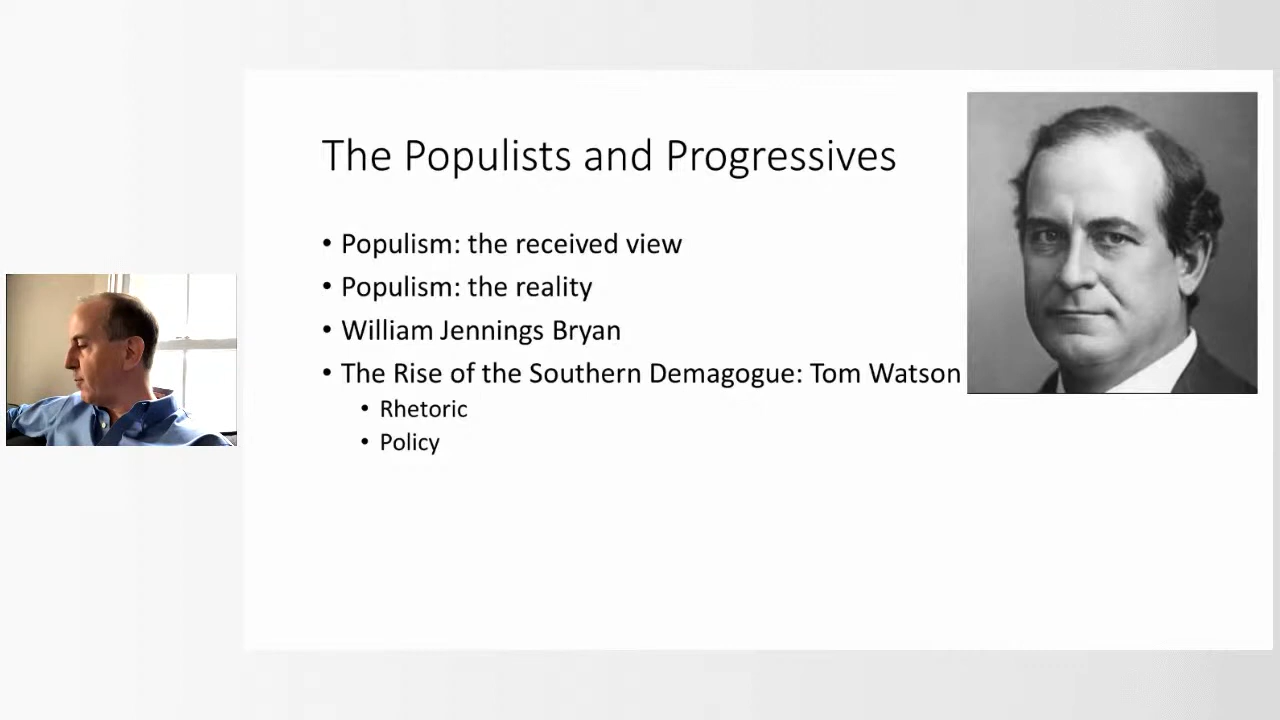 The Populists and Progressives
• Populism: the received view
• Populism: the reality
• William Jennings Bryan
• The Rise of the Southern Demagogue: Tom Watson
• Rhetoric
• Policy